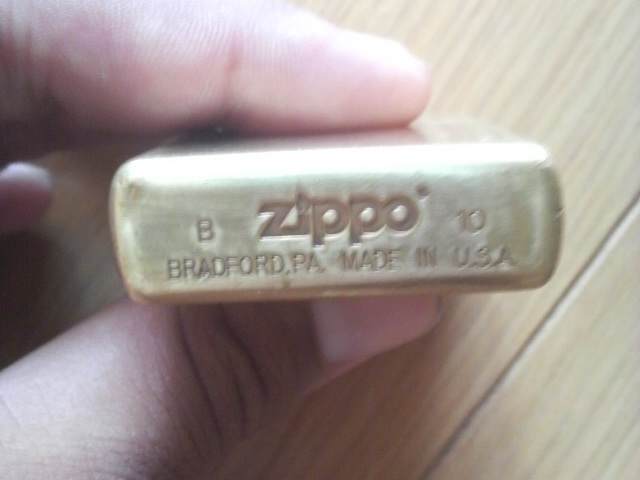 B zippo® 10
BRADFORD,PA. MADE IN U.S.A.